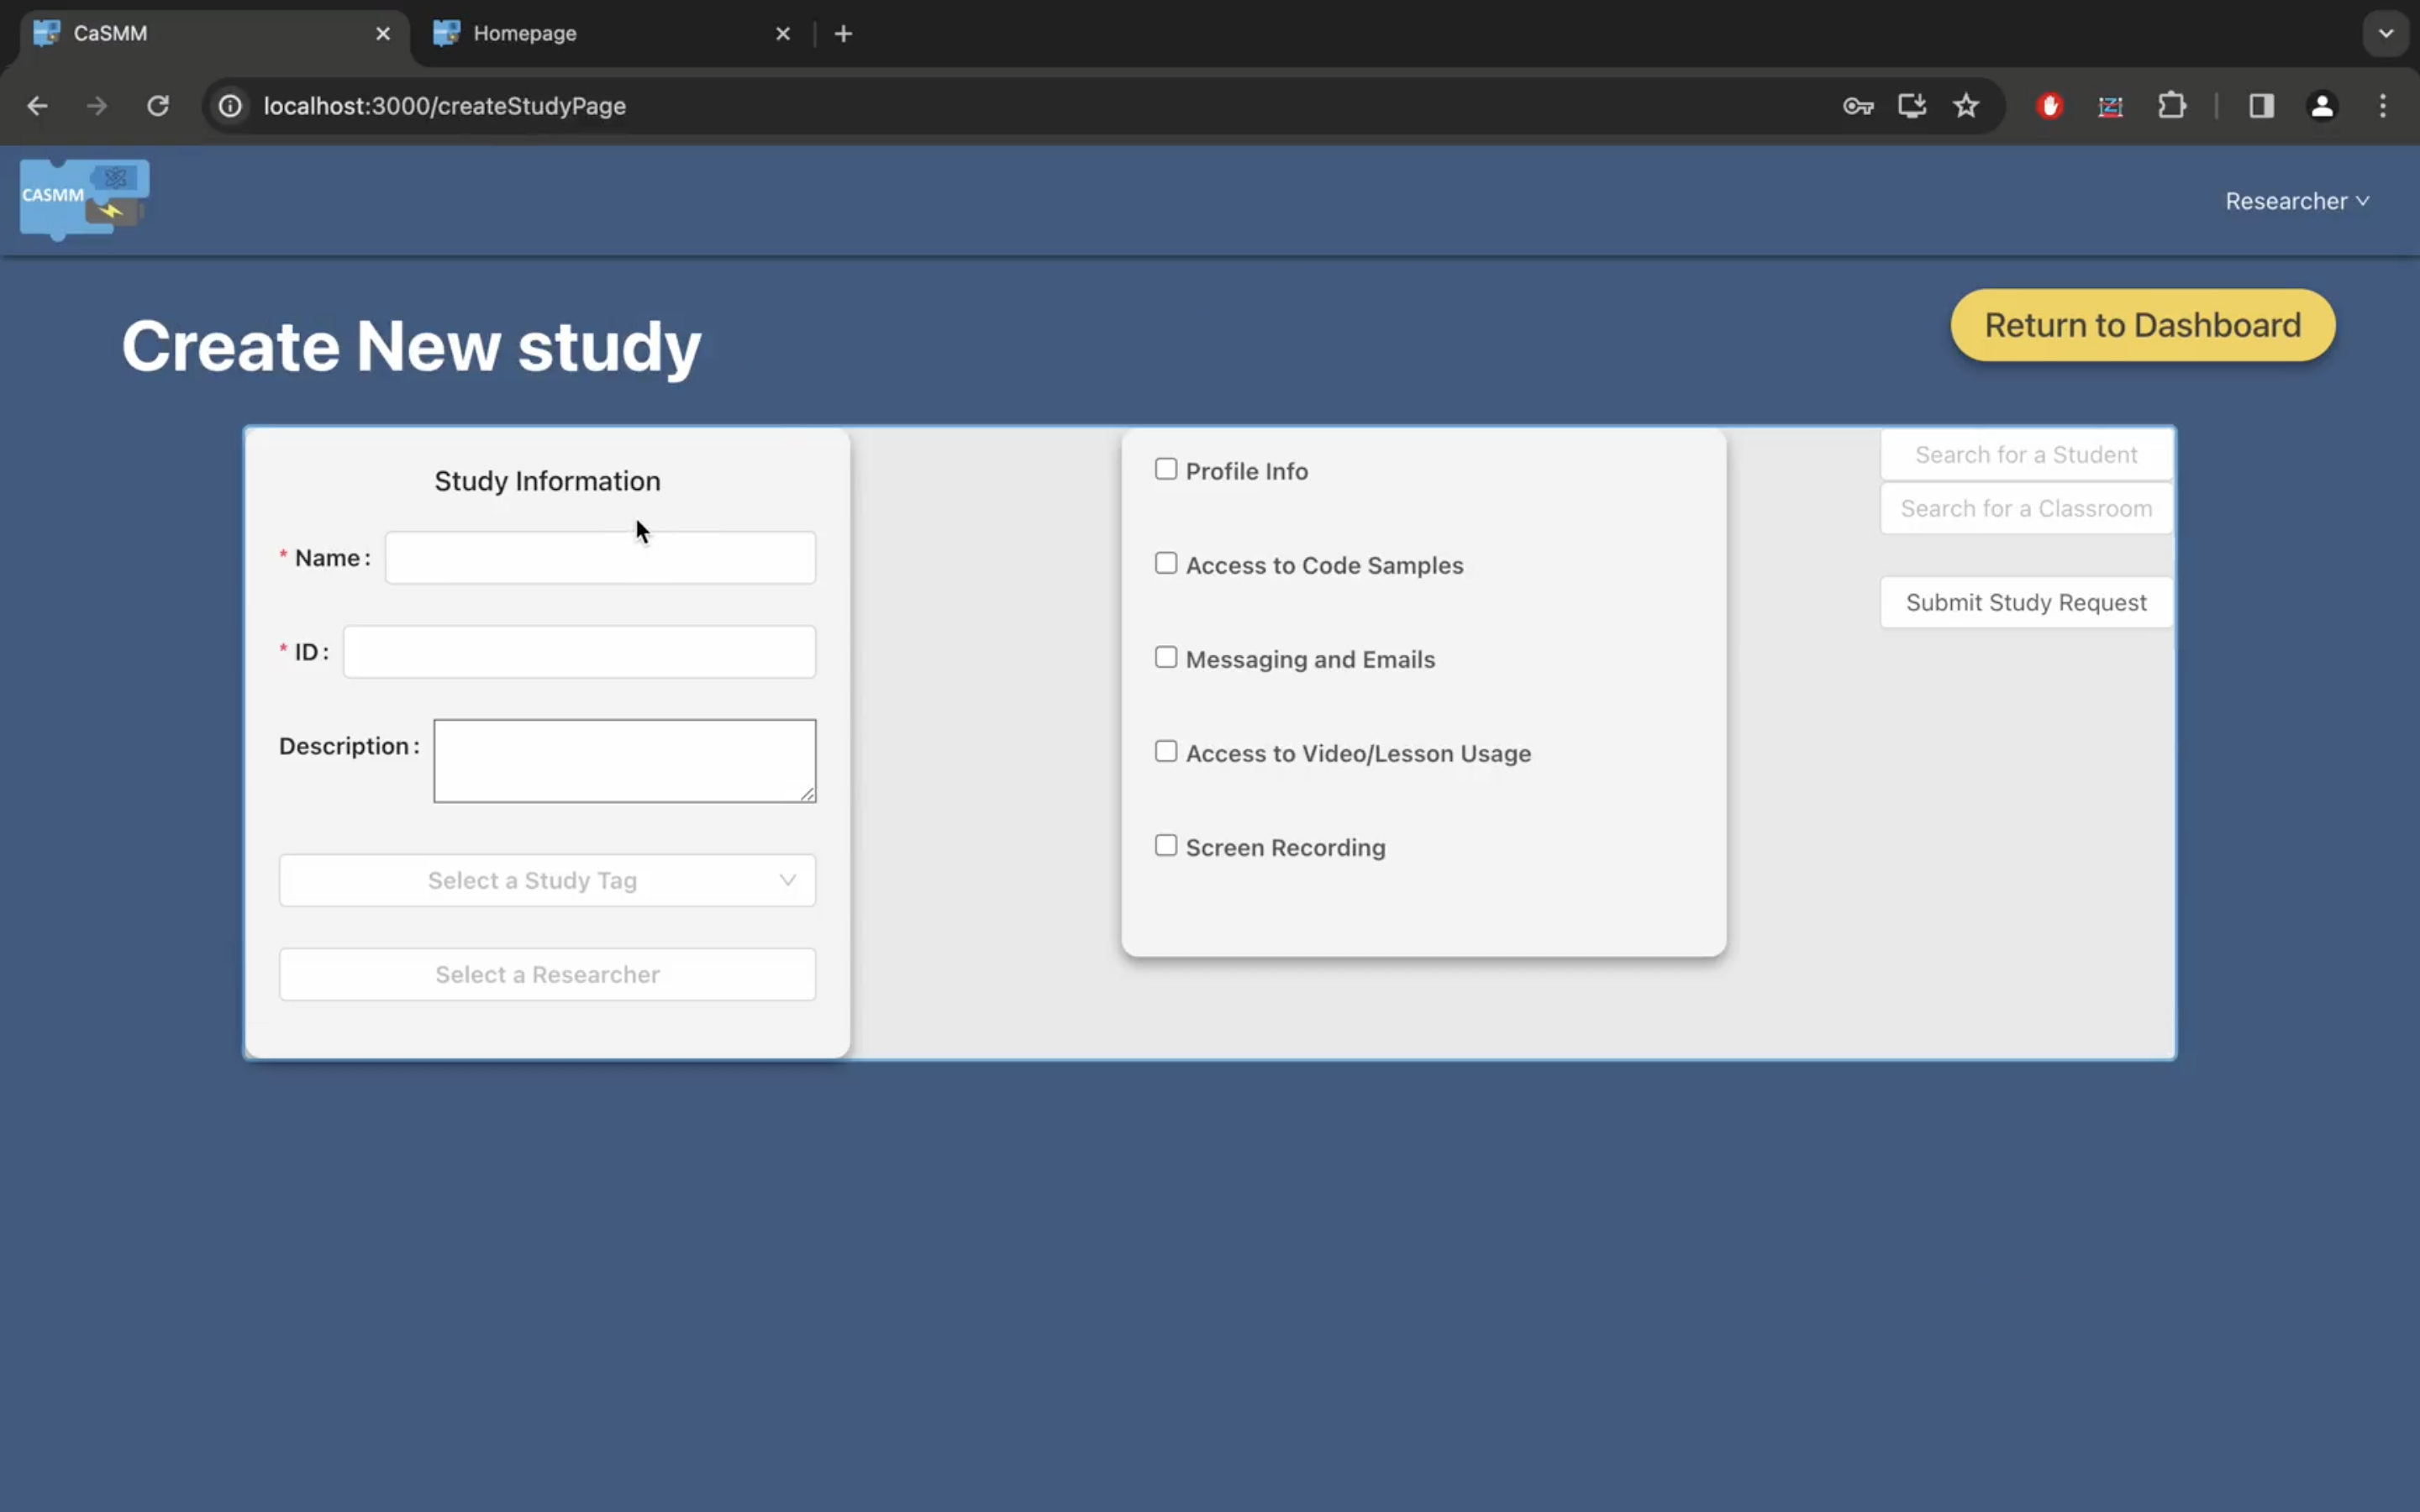 CaSMM
Homepage
localhost:3000/createStudyPage
CASMM
Researcher
Create New study
Return to Dashboard
Study Information
* Name :
* ID :
Description :
Select a Study Tag
Select a Researcher
Profile Info
Access to Code Samples
Messaging and Emails
Access to Video/Lesson Usage
Screen Recording
Search for a Student
Search for a Classroom
Submit Study Request